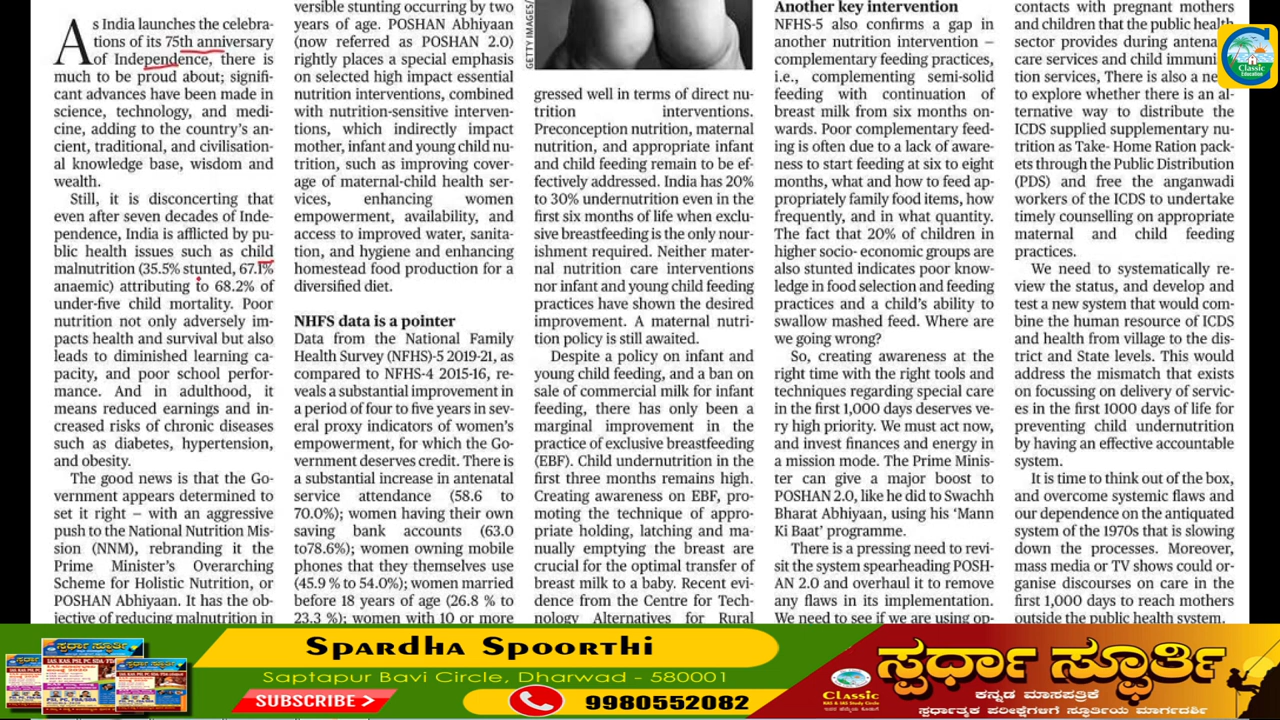 As India launches the celebra-
tions of its 75th anniversary
of Independence, there is
much to be proud about; signifi-
cant advances have been made in
science, technology, and medi-
cine, adding to the country's an-
cient, traditional, and civilisation-
al knowledge base, wisdom and
wealth.
Still, it is disconcerting that
even after seven decades of Inde-
pendence, India is afflicted by pu-
blic health issues such as child
malnutrition (35.5% stunted, 67.1%
anaemic) attributing to 68.2% of
under-five child mortality. Poor
nutrition not only adversely im-
pacts health and survival but also
leads to diminished learning ca-
pacity, and poor school perfor-
mance. And in adulthood, it
means reduced earnings and in-
creased risks of chronic diseases
such as diabetes, hypertension,
and obesity.
The good news is that the Go-
vernment appears determined to
set it right – with an aggressive
push to the National Nutrition Mis-
sion (NNM), rebranding it the
Prime Minister's Overarching
Scheme for Holistic Nutrition, or
POSHAN Abhiyaan. It has the ob-
jective of reducing malnutrition in
versible stunting occurring by two
years of age. POSHAN Abhiyaan
(now referred as POSHAN 2.0)
rightly places a special emphasis
on selected high impact essential
nutrition interventions, combined
with nutrition-sensitive interven-
tions, which indirectly impact
mother, infant and young child nu-
trition, such as improving cover-
age of maternal-child health ser-
vices, enhancing women
empowerment, availability, and
access to improved water, sanita-
tion, and hygiene and enhancing
homestead food production for a
diversified diet.
NHFS data is a pointer
Data from the National Family
Health Survey (NFHS)-5 2019-21, as
compared to NFHS-4 2015-16, re-
veals a substantial improvement in
a period of four to five years in sev-
eral proxy indicators of women's
empowerment, for which the Go-
vernment deserves credit. There is
a substantial increase in antenatal
service attendance (58.6 to
70.0%); women having their own
saving bank accounts (63.0
to78.6%); women owning mobile
phones that they themselves use
(45.9 % to 54.0%); women married
before 18 years of age (26.8 % to
23.3 %); women with 10 or more
GETTY IMAGES/
gressed well in terms of direct nu-
trition interventions.
Preconception nutrition, maternal
nutrition, and appropriate infant
and child feeding remain to be ef-
fectively addressed. India has 20%
to 30% undernutrition even in the
first six months of life when exclu-
sive breastfeeding is the only nour-
ishment required. Neither mater-
nal nutrition care interventions
nor infant and young child feeding
practices have shown the desired
improvement. A maternal nutri-
tion policy is still awaited.
Despite a policy on infant and
young child feeding, and a ban on
sale of commercial milk for infant
feeding, there has only been a
marginal improvement in the
practice of exclusive breastfeeding
(EBF). Child undernutrition in the
first three months remains high.
Creating awareness on EBF, pro-
moting the technique of appro-
priate holding, latching and ma-
nually emptying the breast are
crucial for the optimal transfer of
breast milk to a baby. Recent evi-
dence from the Centre for Tech-
nology Alternatives for Rural
Another key intervention
NFHS-5 also confirms a gap in
another nutrition intervention –
complementary feeding practices,
i.e., complementing semi-solid
feeding with continuation of
breast milk from six months on-
wards. Poor complementary feed-
ing is often due to a lack of aware-
ness to start feeding at six to eight
months, what and how to feed ap-
propriately family food items, how
frequently, and in what quantity.
The fact that 20% of children in
higher socio- economic groups are
also stunted indicates poor know-
ledge in food selection and feeding
practices and a child's ability to
swallow mashed feed. Where are
we going wrong?
So, creating awareness at the
right time with the right tools and
techniques regarding special care
in the first 1,000 days deserves ve-
ry high priority. We must act now,
and invest finances and energy in
a mission mode. The Prime Minis-
ter can give a major boost to
POSHAN 2.0, like he did to Swachh
Bharat Abhiyaan, using his 'Mann
Ki Baat' programme.
There is a pressing need to revi-
sit the system spearheading POSH-
AN 2.0 and overhaul it to remove
any flaws in its implementation.
We need to see if we are using op-
contacts with pregnant mothers
and children that the public health
sector provides during antena-
care services and child immuni-
tion services, There is also a ne-
to explore whether there is an al-
ternative way to distribute the
ICDS supplied supplementary nu-
trition as Take- Home Ration pack-
ets through the Public Distribution
(PDS) and free the anganwadi
workers of the ICDS to undertake
timely counselling on appropriate
maternal and child feeding
practices.
We need to systematically re-
view the status, and develop and
test a new system that would com-
bine the human resource of ICDS
and health from village to the dis-
trict and State levels. This would
address the mismatch that exists
on focussing on delivery of servic-
es in the first 1000 days of life for
preventing child undernutrition
by having an effective accountable
system.
It is time to think out of the box,
and overcome systemic flaws and
our dependence on the antiquated
system of the 1970s that is slowing
down the processes. Moreover,
mass media or TV shows could or-
ganise discourses on care in the
first 1,000 days to reach mothers
outside the public health system.
Classic
Education
Spardha Spoorthi
Saptapur Bavi Circle, Dharwad - 580001
SUBSCRIBE
9980552082
ಸ್ಪರ್ಧಾ ಸ್ಫೂರ್ತಿ
ಕನ್ನಡ ಮಾಸಪತ್ರಿಕೆ
ಸ್ಪರ್ಧಾತ್ಮಕ ಪರೀಕ್ಷೆಗಳಿಗೆ ಸ್ಫೂರ್ತಿಯ ಮಾರ್ಗದರ್ಶಿ
Classic
IAS & KAS Study Circle